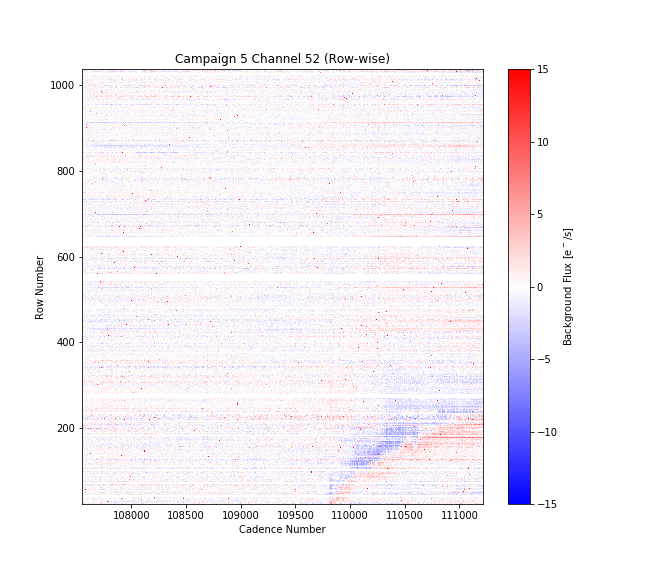 Campaign 5 Channel 52 (Row-wise)
1000
800
600
400
200
Row Number
108000 108500 109000 109500 110000 110500 111000
Cadence Number
15
10
5
0
−5
−10
−15
Background Flux [e⁻/s]